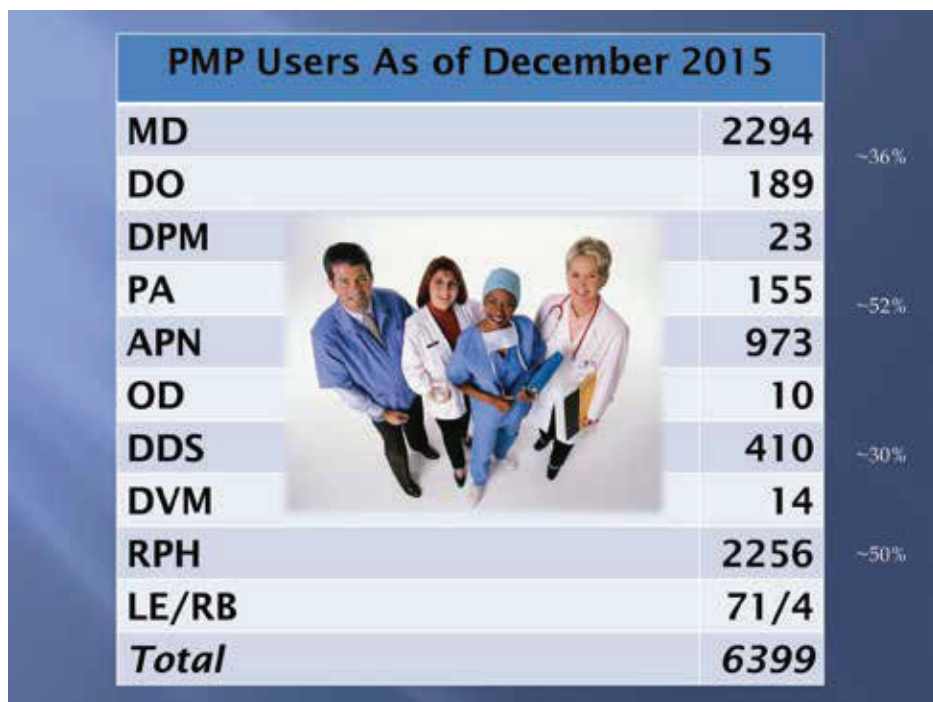 PMP Users As of December 2015
MD 2294
~36%
DO 189
DPM 23
PA 155
~52%
APN 973
OD 10
DDS 410 ~30%
DVM 14
RPH 2256 ~50%
LE/RB 71/4
Total 6399